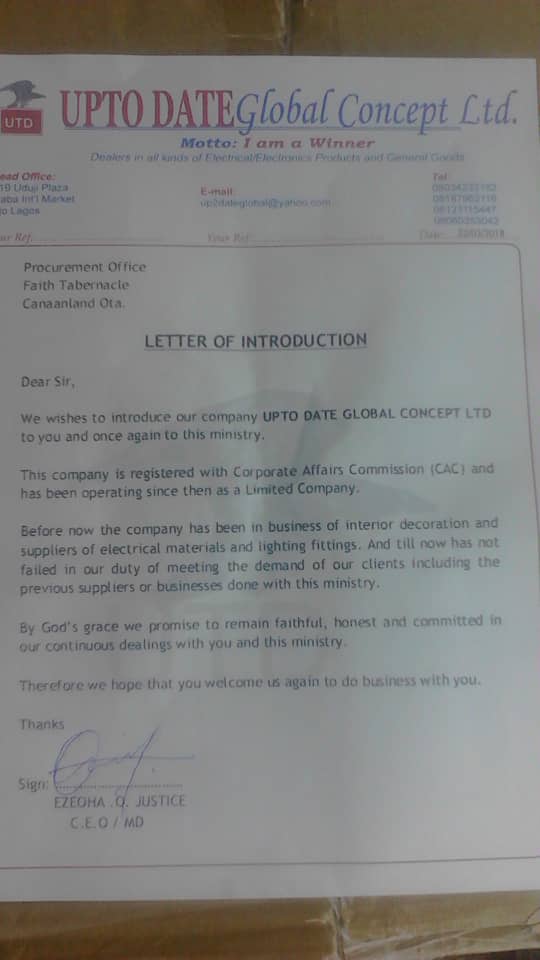 UTD
UPTO DATE Global Concept Ltd.
Motto: I am a Winner
Dealers in all kinds of Electrical/Electronics Products and General Goods
ead Office:
19 Uduji Plaza
aba Int'l Market
jo Lagos
E-mail:
up2dateglobal@yahoo.com
Tel:
ur Ref:
Your Ref:
Date: 22/03/2018
Procurement Office
Faith Tabernacle
Canaanland Ota.
LETTER OF INTRODUCTION
Dear Sir,
We wishes to introduce our company UPTO DATE GLOBAL CONCEPT LTD
to you and once again to this ministry.
This company is registered with Corporate Affairs Commission (CAC) and
has been operating since then as a Limited Company.
Before now the company has been in business of interior decoration and
suppliers of electrical materials and lighting fittings. And till now has not
failed in our duty of meeting the demand of our clients including the
previous suppliers or businesses done with this ministry.
By God's grace we promise to remain faithful, honest and committed in
our continuous dealings with you and this ministry.
Therefore we hope that you welcome us again to do business with you.
Thanks
Sign:
EZEOHA .O. JUSTICE
C.E.O / MD